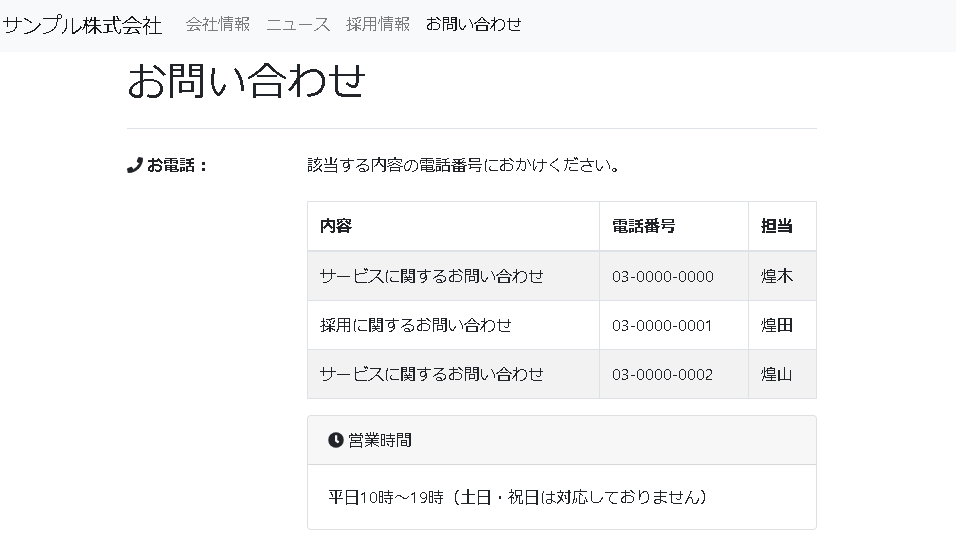 サンプル株式会社 会社情報 ニュース 採用情報 お問い合わせ
お問い合わせ
お電話： 該当する内容の電話番号におかけください。
内容 電話番号 担当
サービスに関するお問い合わせ 03-0000-0000 煌木
採用に関するお問い合わせ 03-0000-0001 煌田
サービスに関するお問い合わせ 03-0000-0002 煌山
営業時間
平日10時～19時（土日・祝日は対応しておりません）